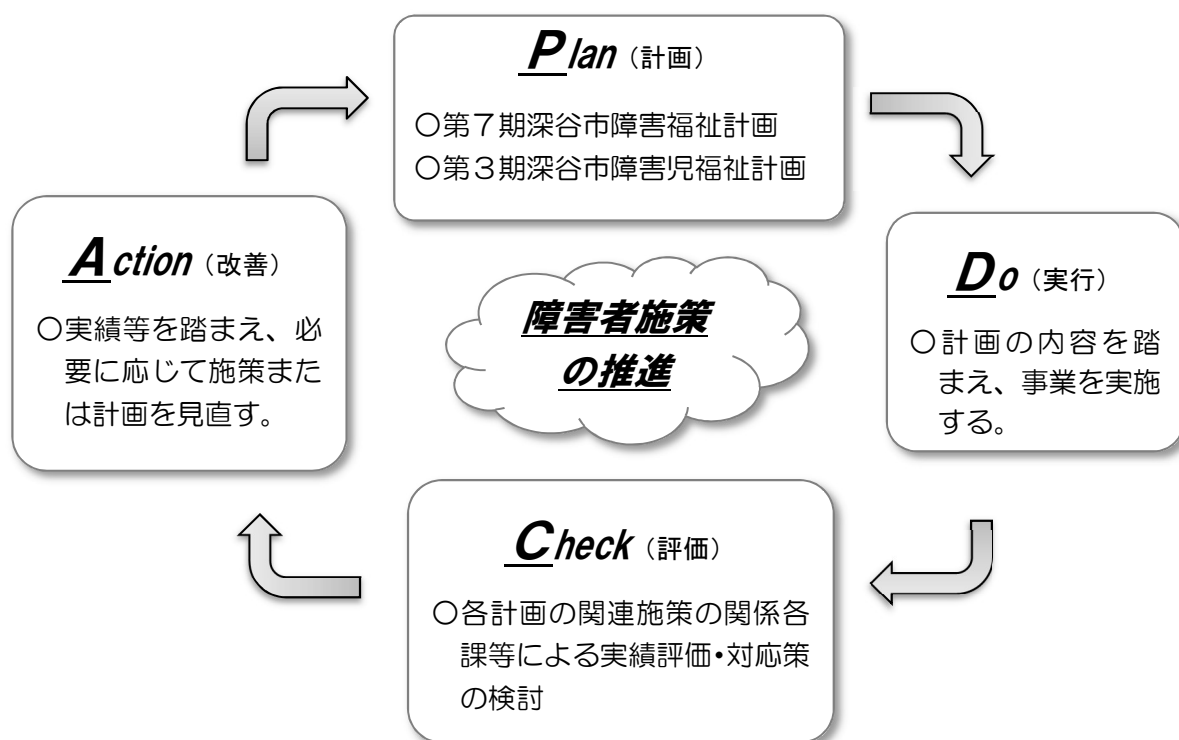 Plan（計画）
○第７期深谷市障害福祉計画
○第３期深谷市障害児福祉計画
Action（改善）
○実績等を踏まえ、必
要に応じて施策また
は計画を見直す。
障害者施策
の推進
Do（実行）
○計画の内容を踏
まえ、事業を実施
する。
Check（評価）
○各計画の関連施策の関係各
課等による実績評価・対応策
の検討